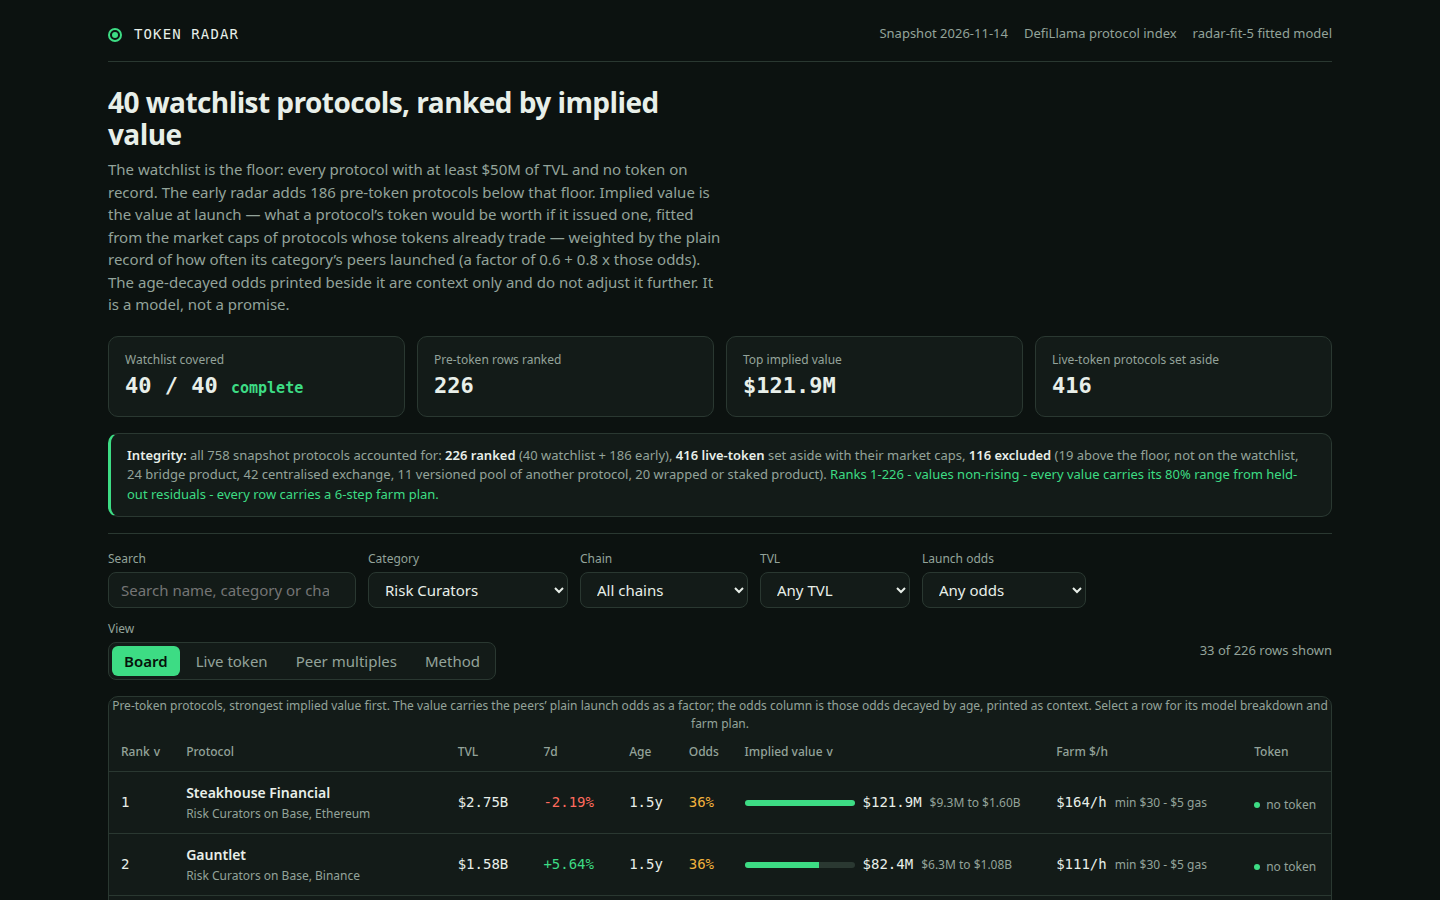 TOKEN RADAR
Snapshot 2026-11-14 DefiLlama protocol index radar-fit-5 fitted model
40 watchlist protocols, ranked by implied
value
The watchlist is the floor: every protocol with at least $50M of TVL and no token on
record. The early radar adds 186 pre-token protocols below that floor. Implied value is
the value at launch — what a protocol's token would be worth if it issued one, fitted
from the market caps of protocols whose tokens already trade — weighted by the plain
record of how often its category's peers launched (a factor of 0.6 + 0.8 x those odds).
The age-decayed odds printed beside it are context only and do not adjust it further. It
is a model, not a promise.
Watchlist covered
40 / 40 complete
Pre-token rows ranked
226
Top implied value
$121.9M
Live-token protocols set aside
416
Integrity: all 758 snapshot protocols accounted for: 226 ranked (40 watchlist + 186 early), 416 live-token set aside with their market caps, 116 excluded (19 above the floor, not on the watchlist,
24 bridge product, 42 centralised exchange, 11 versioned pool of another protocol, 20 wrapped or staked product). Ranks 1-226 - values non-rising - every value carries its 80% range from held-
out residuals - every row carries a 6-step farm plan.
Search Category Chain TVL Launch odds
Search name, category or cha Risk Curators All chains Any TVL Any odds
View
Board Live token Peer multiples Method
33 of 226 rows shown
Pre-token protocols, strongest implied value first. The value carries the peers' plain launch odds as a factor; the odds column is those odds decayed by age, printed as context. Select a row for its model breakdown and
farm plan.
Rank v Protocol TVL 7d Age Odds Implied value v Farm $/h Token
1 Steakhouse Financial $2.75B -2.19% 1.5y 36% $121.9M $9.3M to $1.60B $164/h min $30 - $5 gas no token
Risk Curators on Base, Ethereum
2 Gauntlet $1.58B +5.64% 1.5y 36% $82.4M $6.3M to $1.08B $111/h min $30 - $5 gas no token
Risk Curators on Base, Binance